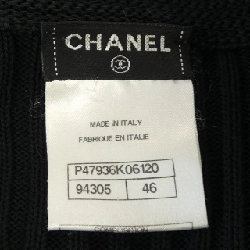 CHANEL
MADE IN ITALY
FABRIQUE EN ITALIE
P47936K06120
94305 46